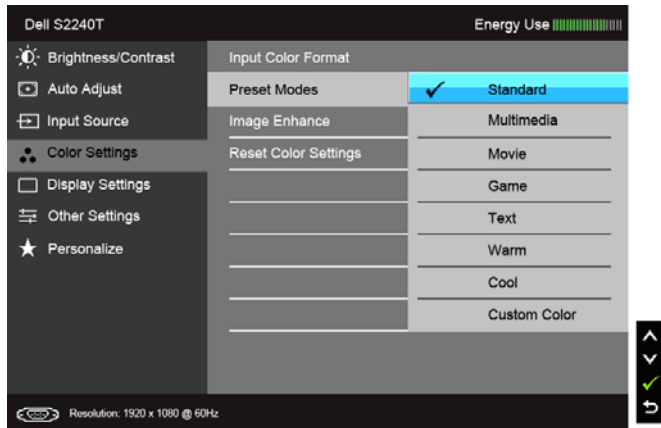 Dell S2240T
Energy Use
Brightness/Contrast
Auto Adjust
Input Source
Color Settings
Display Settings
Other Settings
Personalize
Input Color Format
Preset Modes
Image Enhance
Reset Color Settings
Standard
Multimedia
Movie
Game
Text
Warm
Cool
Custom Color
Resolution: 1920 x 1080 @ 60Hz